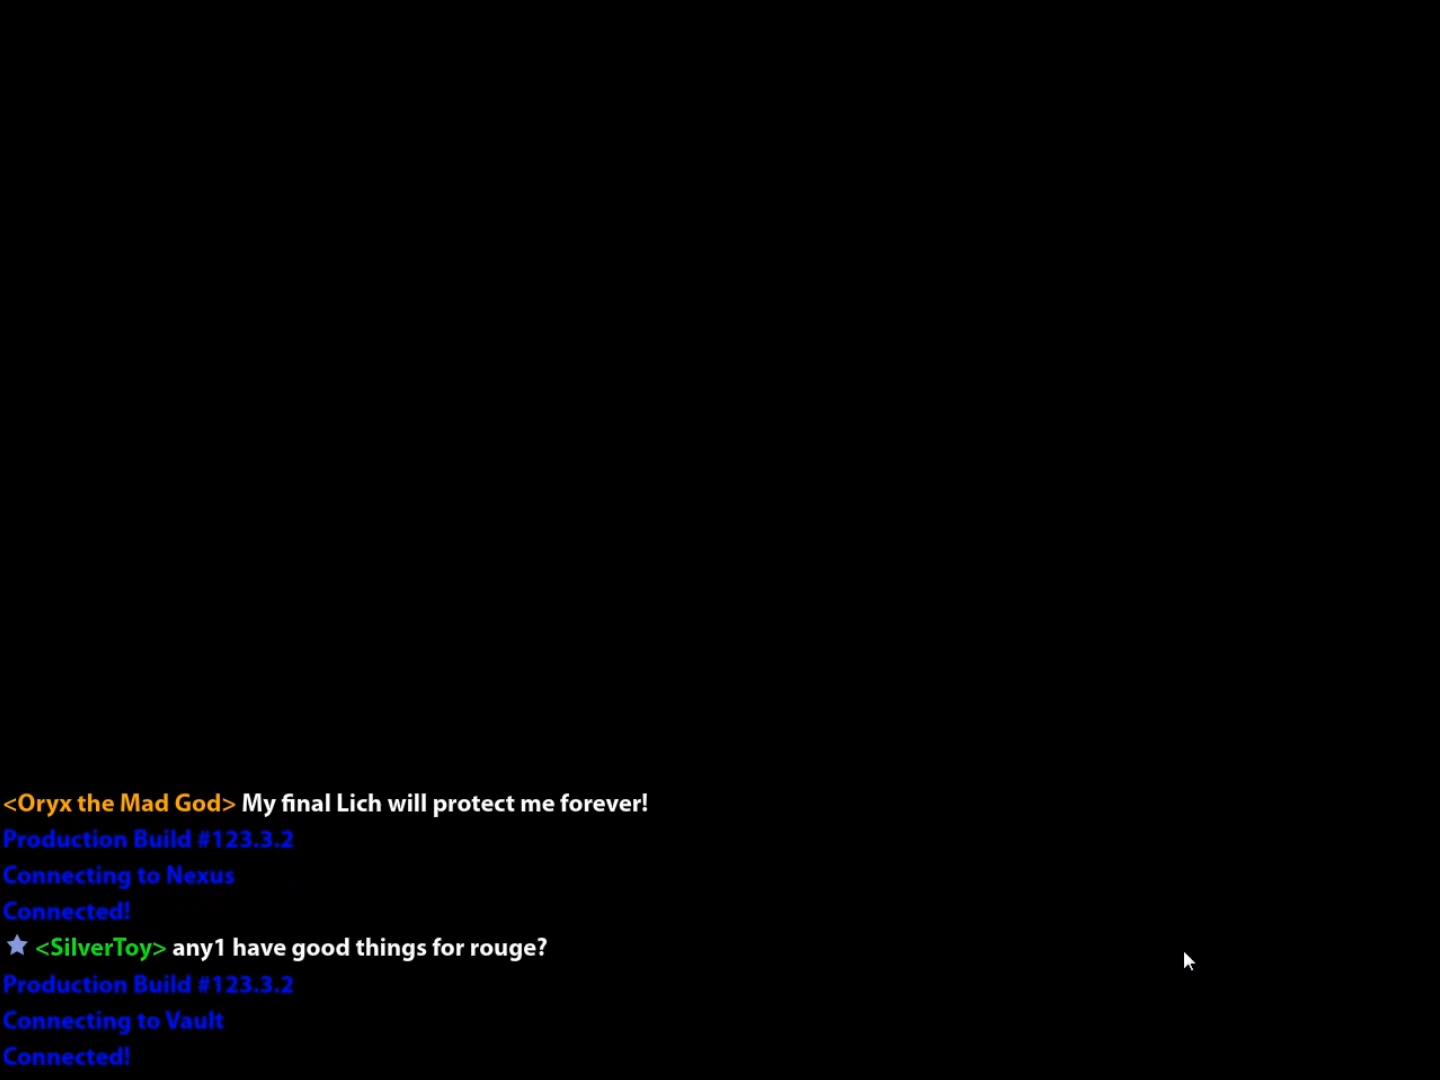 <Oryx the Mad God> My final Lich will protect me forever!
Production Build #123.3.2
Connecting to Nexus
Connected!
<SilverToy> any1 have good things for rouge?
Production Build #123.3.2
Connecting to Vault
Connected!